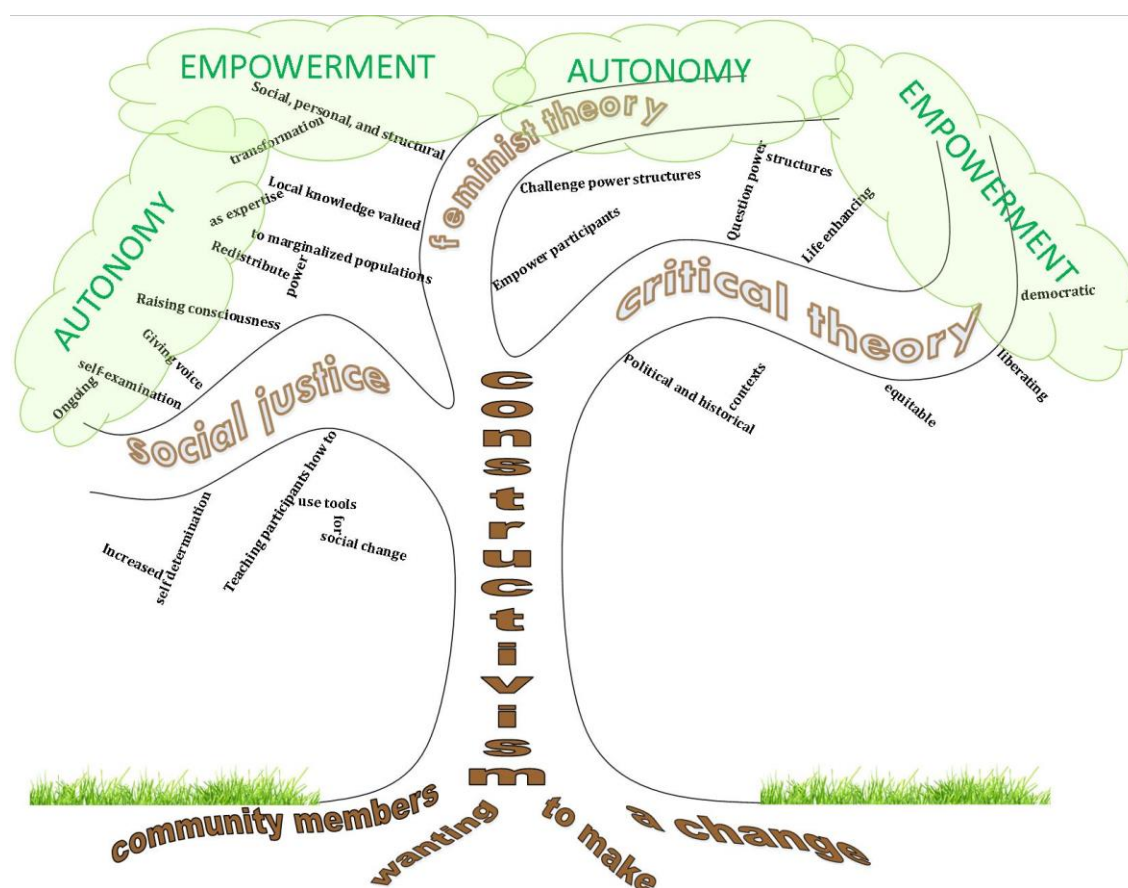 EMPOWERMENT
AUTONOMY
EMPOWERMENT
AUTONOMY
Social, personal, and structural
transformation
Local knowledge valued
as expertise
Redistribute
power
to marginalized populations
Raising consciousness
Giving voice
Ongoing
self-examination
social justice
Increased
self determination
Teaching participants how to
use tools
for
social change
feminist theory
Challenge power structures
Empower participants
Question power
structures
Life enhancing
critical theory
democratic
liberating
equitable
Political and historical
contexts
constructivism
community members
wanting
to make
a change